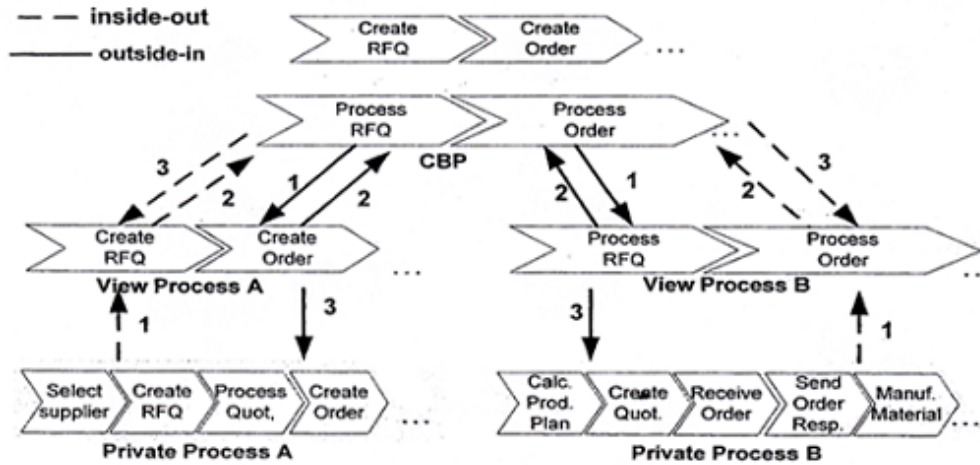 inside-out
outside-in
Create
RFQ
Create
Order
...
Process
RFQ
Process
Order
...
CBP
3
2
1
2
2
1
2
3
Create
RFQ
Create
Order
...
View Process A
Process
RFQ
Process
Order
...
View Process B
1
3
3
1
Select
supplier
Create
RFQ
Process
Quot,
Create
Order
...
Private Process A
Calc.
Prod.
Plan
Create
Quot.
Receive
Order
Send
Order
Resp.
Manuf.
Material
...
Private Process B